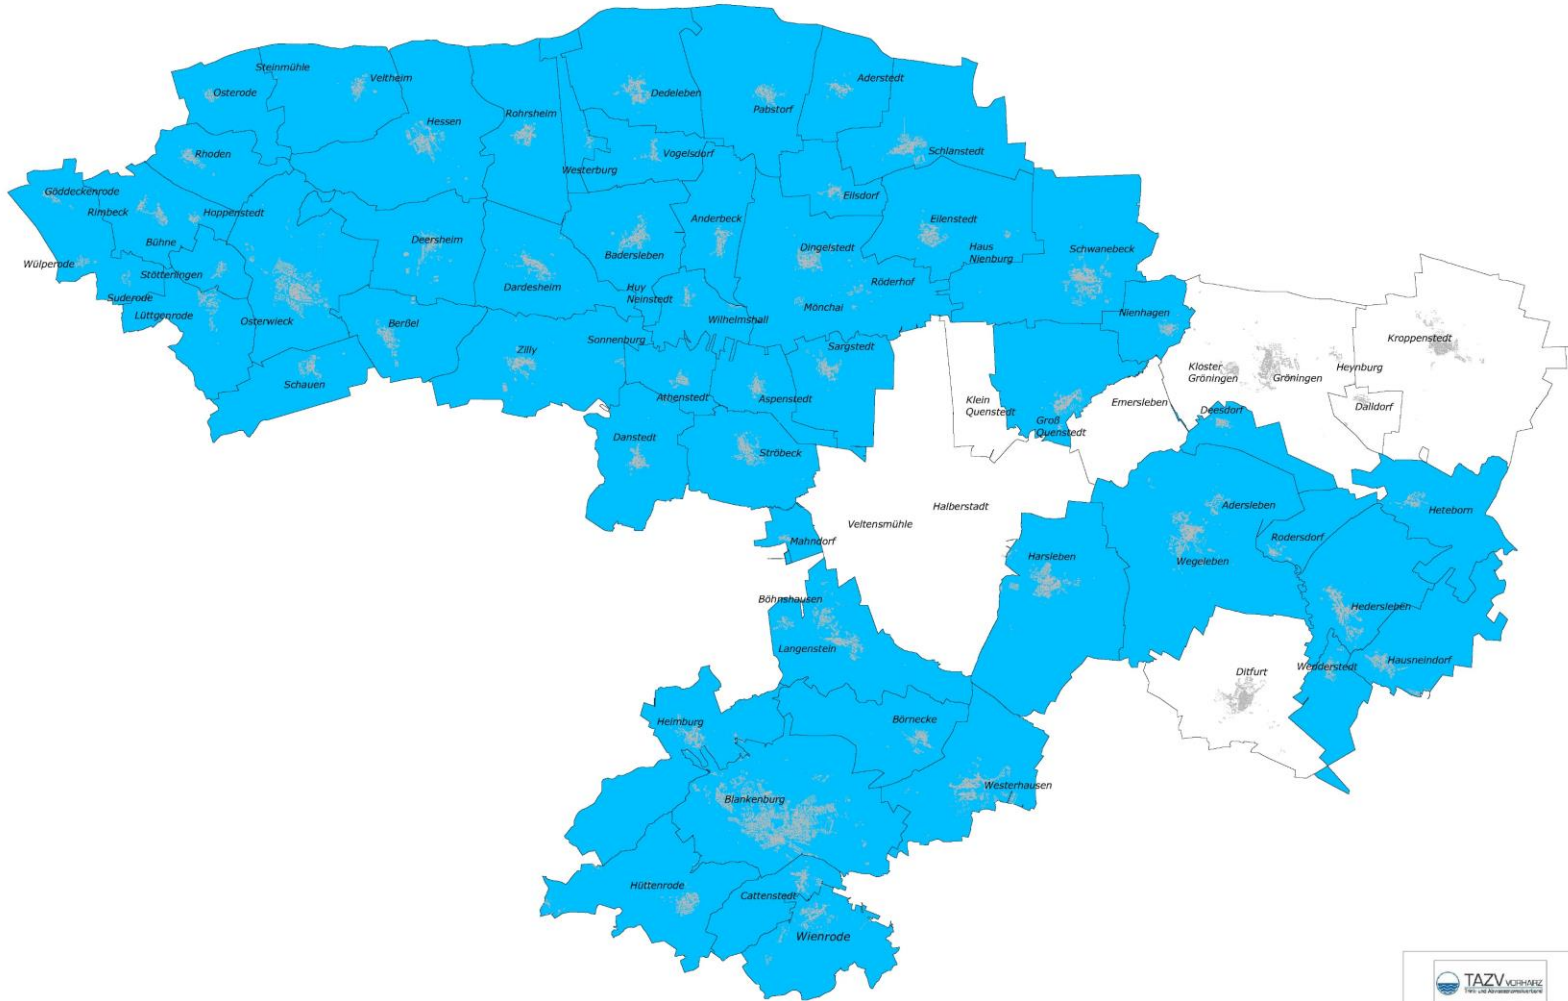 Steinmühle
Veltheim
Osterode
Hessen
Rohrsheim
Dedeleben
Pabstorf
Aderstedt
Rhoden
Westerburg
Vogelsdorf
Schlanstedt
Göddeckenrode
Rimbeck
Hoppenstedt
Bühne
Deersheim
Badersleben
Anderbeck
Eilsdorf
Dingelstedt
Eilenstedt
Haus
Nienburg
Schwanebeck
Wülperode
Stötterlingen
Suderode
Lüttgenrode
Osterwieck
Dardesheim
Huy
Neinstedt
Röderhof
Mönchai
Wilhelmshall
Berßel
Nienhagen
Zilly
Sonnenburg
Sargstedt
Kroppenstedt
Schauen
Athenstedt
Aspenstedt
Klein
Quenstedt
Groß
Quenstedt
Emersleben
Kloster
Gröningen
Gröningen
Heynburg
Dalldorf
Deesdorf
Danstedt
Ströbeck
Halberstadt
Veltensmühle
Adersleben
Heteborn
Mahndorf
Harsleben
Wegeleben
Rodersdorf
Böhnshausen
Hedersleben
Langenstein
Ditfurt
Wenderstedt
Hausneindorf
Heimburg
Börnecke
Westerhausen
Blankenburg
Hüttenrode
Cattenstedt
Wienrode
TAZV VORHARZ